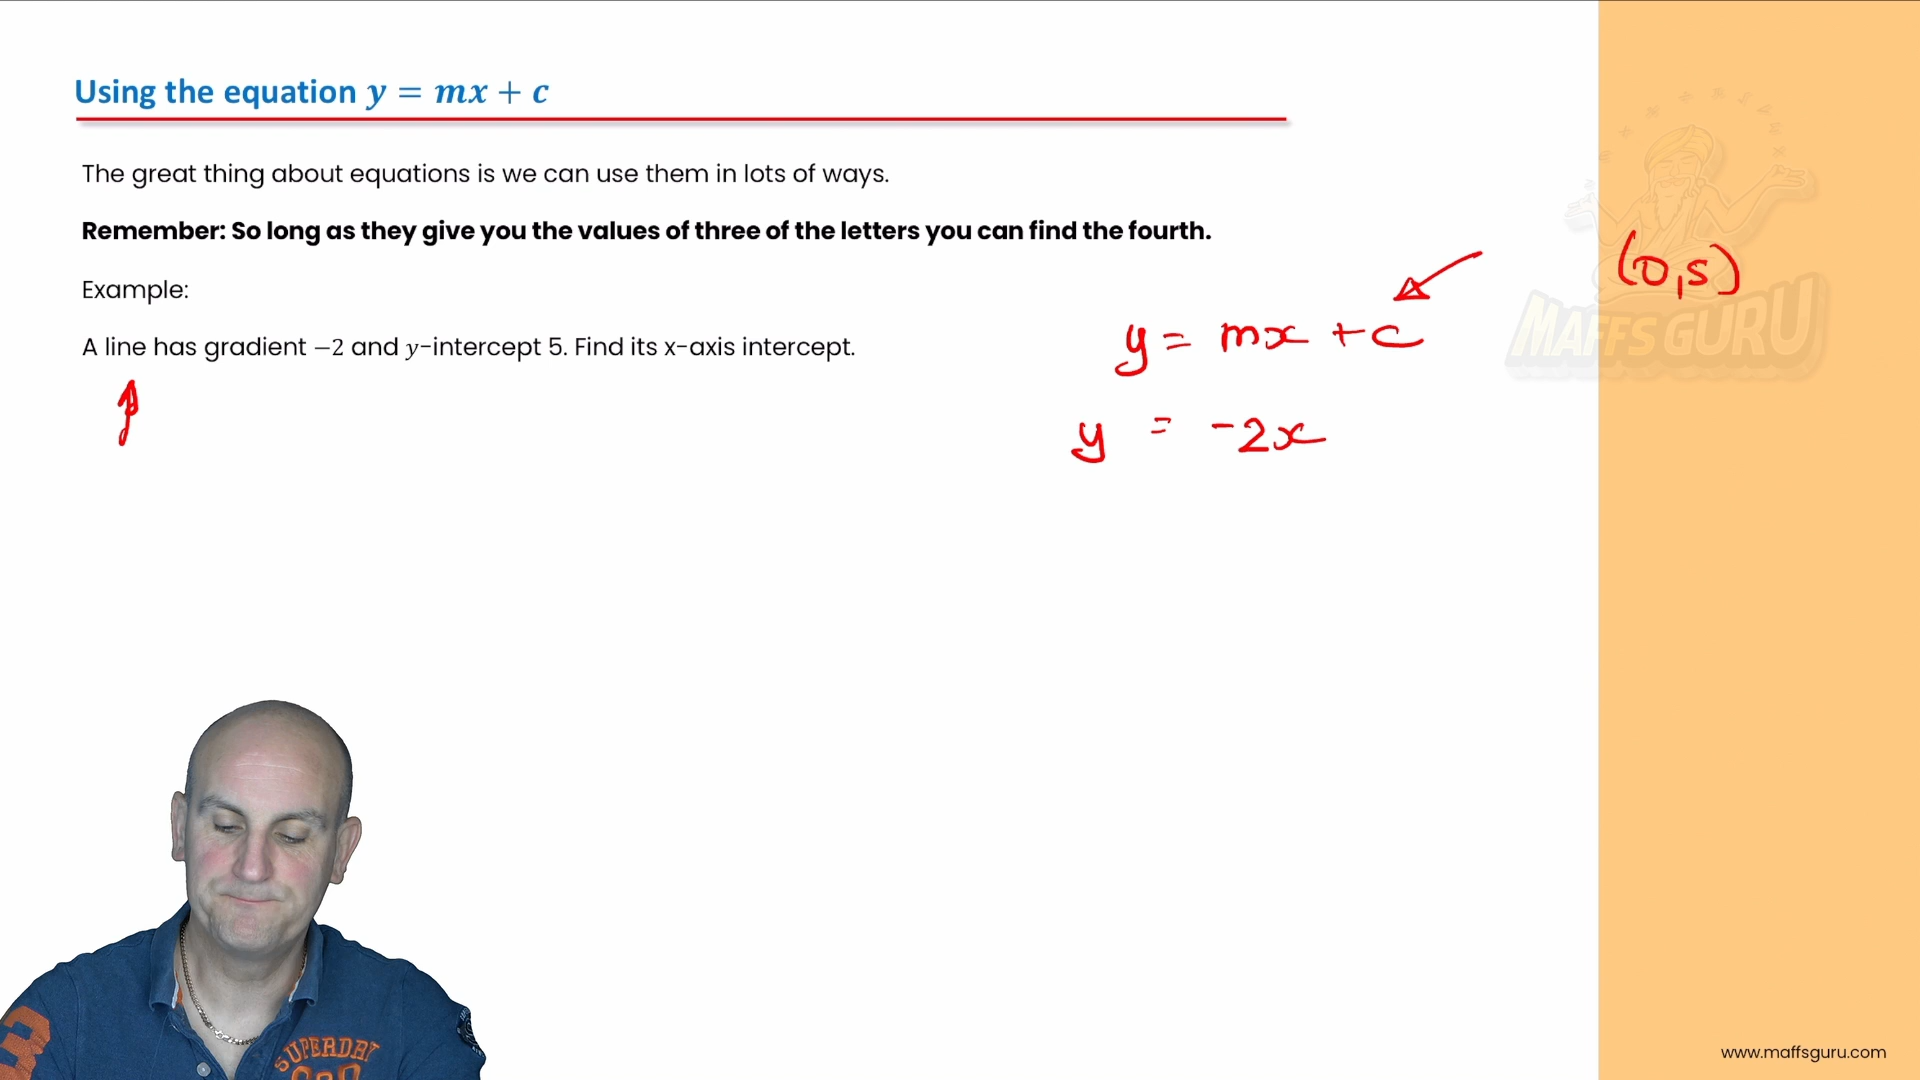 Using the equation y = mx + c
The great thing about equations is we can use them in lots of ways.
Remember: So long as they give you the values of three of the letters you can find the fourth.
Example:
(0,5)
y = mx + c
MAFFS GURU
A line has gradient −2 and y-intercept 5. Find its x-axis intercept.
y = -2x
3
SUPERDRY
www.maffsguru.com